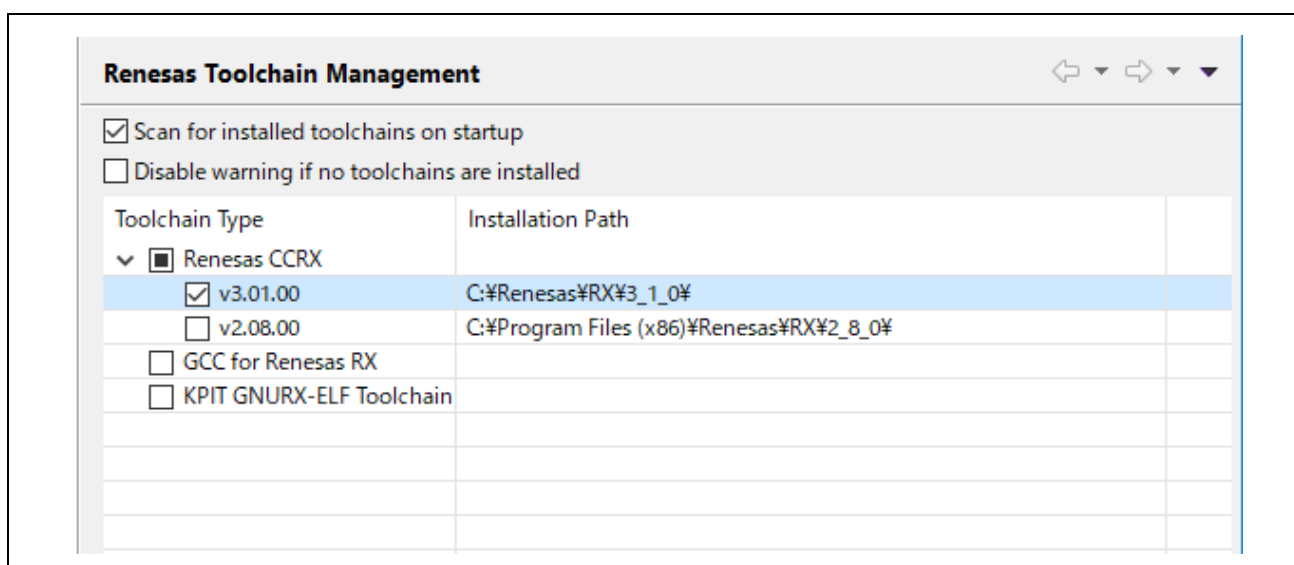 Renesas Toolchain Management
Scan for installed toolchains on startup
Disable warning if no toolchains are installed
Toolchain Type Installation Path
Renesas CCRX
v3.01.00 C:¥Renesas¥RX¥3_1_0¥
v2.08.00 C:¥Program Files (x86)¥Renesas¥RX¥2_8_0¥
GCC for Renesas RX
KPIT GNURX-ELF Toolchain